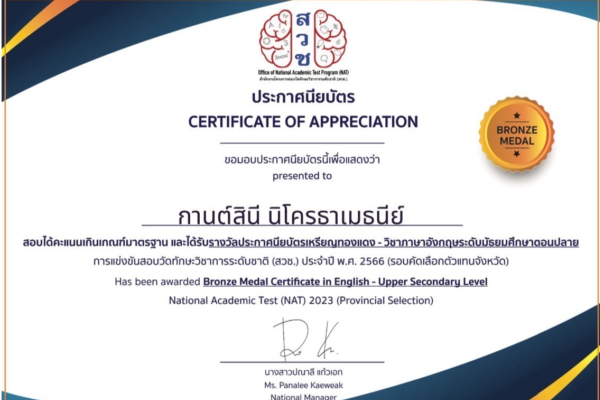 สวช
Office of National Academic Test Program (NAT)
ประกาศนียบัตร
CERTIFICATE OF APPRECIATION
BRONZE
MEDAL
ขอมอบประกาศนียบัตรนี้เพื่อแสดงว่า
presented to
กานต์สินี นิโครธาเมธนีย์
สอบได้คะแนนเกินเกณฑ์มาตรฐาน และได้รับรางวัลประกาศนียบัตรเหรียญทองแดง - วิชาภาษาอังกฤษระดับมัธยมศึกษาตอนปลาย
การแข่งขันสอบวัดทักษะวิชาการระดับชาติ (สวช.) ประจำปี พ.ศ. 2566 (รอบคัดเลือกตัวแทนจังหวัด)
Has been awarded Bronze Medal Certificate in English - Upper Secondary Level
National Academic Test (NAT) 2023 (Provincial Selection)
นางสาวปณาลี แก้วเอก
Ms. Panalee Kaeweak
National Manager